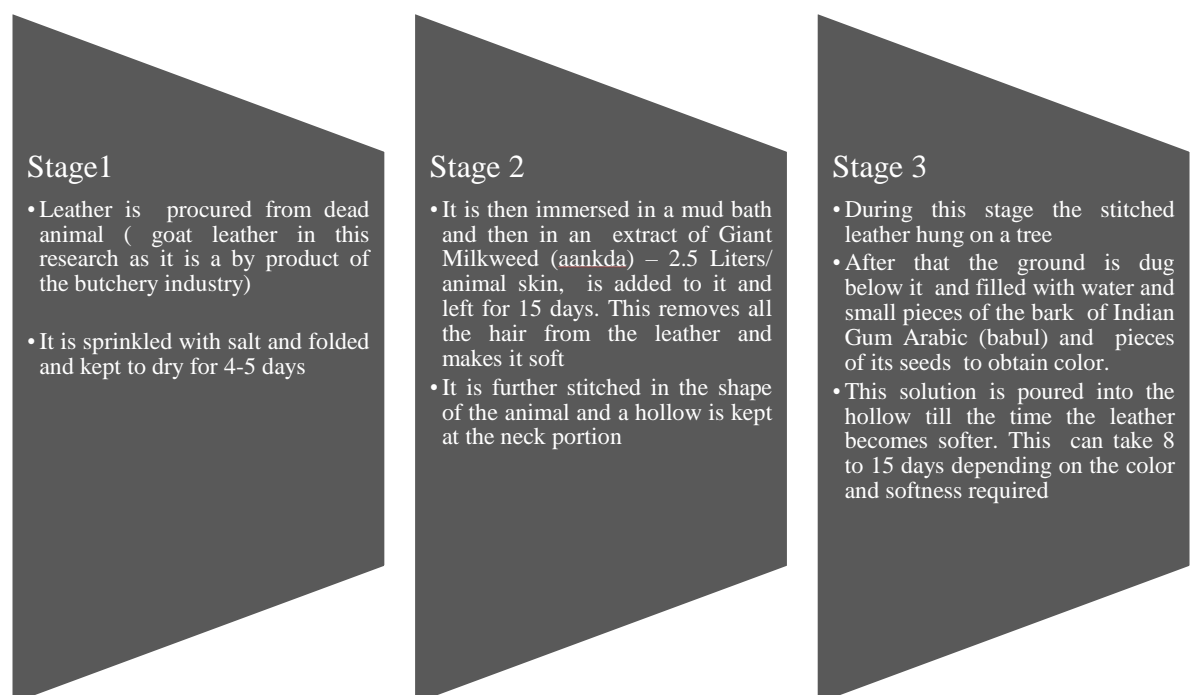 Stage1
•Leather is procured from dead
animal ( goat leather in this
research as it is a by product of
the butchery industry)
•It is sprinkled with salt and folded
and kept to dry for 4-5 days
Stage 2
•It is then immersed in a mud bath
and then in an extract of Giant
Milkweed (aankda) – 2.5 Liters/
animal skin, is added to it and
left for 15 days. This removes all
the hair from the leather and
makes it soft
•It is further stitched in the shape
of the animal and a hollow is kept
at the neck portion
Stage 3
•During this stage the stitched
leather hung on a tree
•After that the ground is dug
below it and filled with water and
small pieces of the bark of Indian
Gum Arabic (babul) and pieces
of its seeds to obtain color.
•This solution is poured into the
hollow till the time the leather
becomes softer. This can take 8
to 15 days depending on the color
and softness required